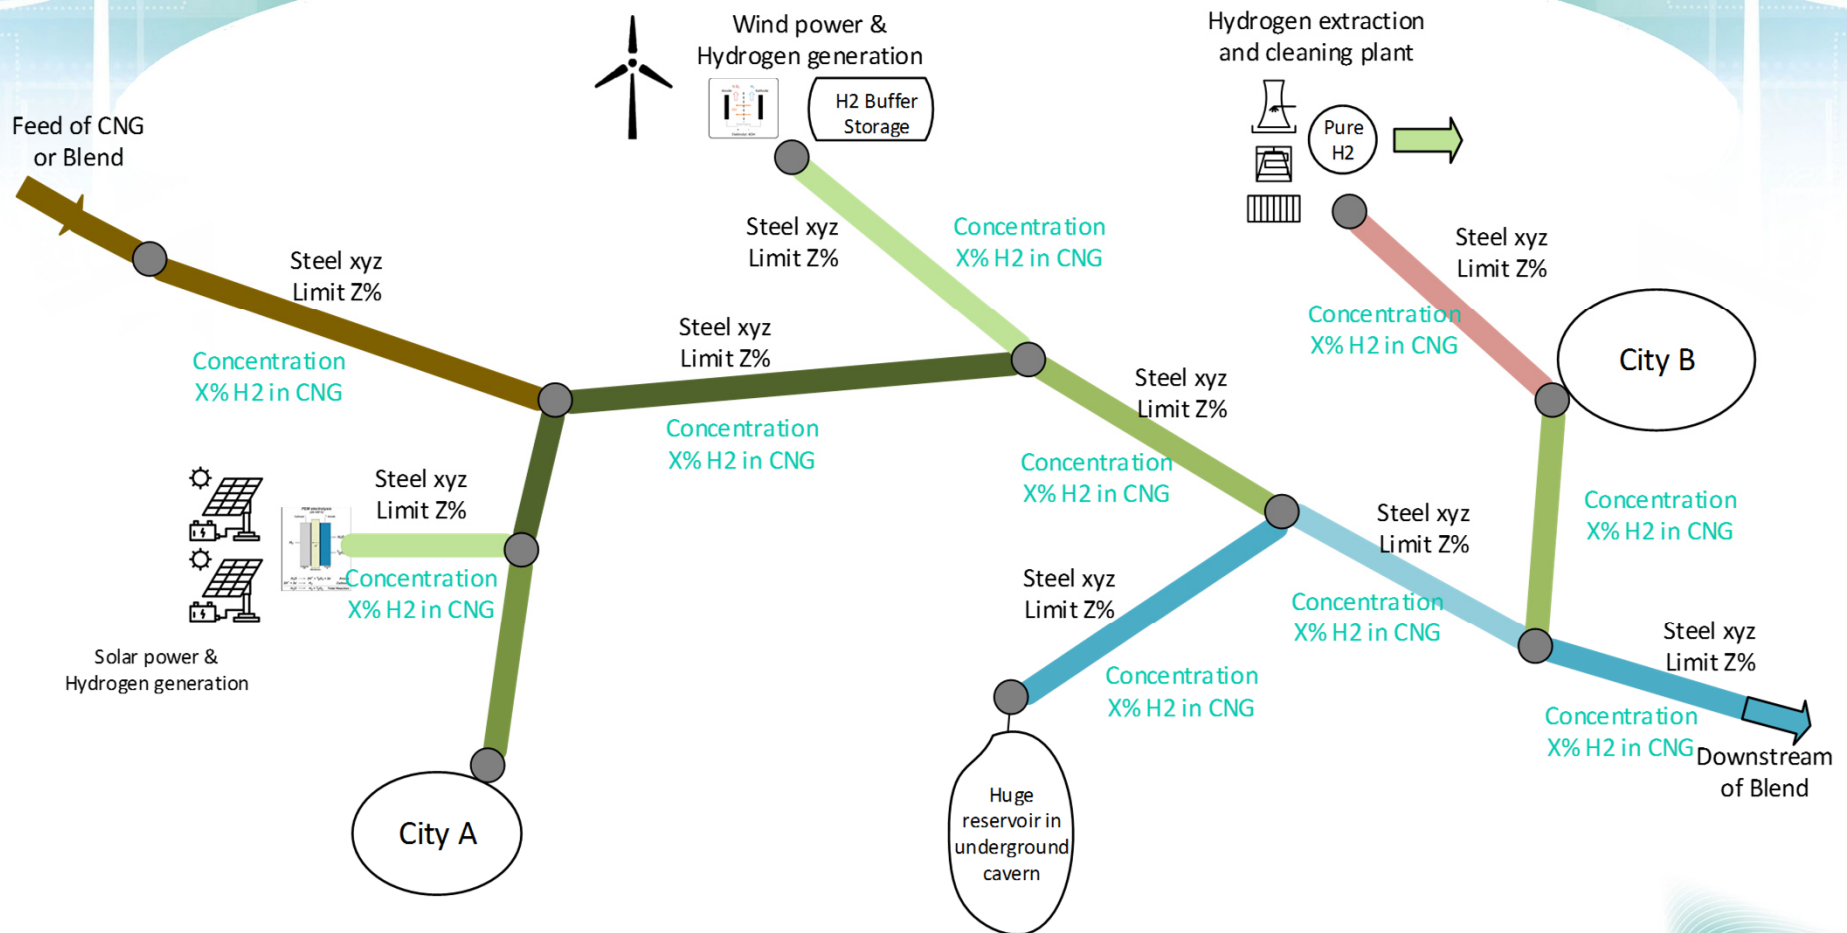 Wind power &
Hydrogen generation
Hydrogen extraction
and cleaning plant
H2 Buffer
Storage
Pure
H2
Feed of CNG
or Blend
Steel xyz
Limit Z%
Concentration
X% H2 in CNG
Steel xyz
Limit Z%
Steel xyz
Limit Z%
Concentration
X% H2 in CNG
Concentration
X% H2 in CNG
Steel xyz
Limit Z%
City B
Steel xyz
Limit Z%
Concentration
X% H2 in CNG
Concentration
X% H2 in CNG
Concentration
X% H2 in CNG
Steel xyz
Limit Z%
Steel xyz
Limit Z%
Concentration
X% H2 in CNG
Concentration
X% H2 in CNG
Solar power &
Hydrogen generation
Steel xyz
Limit Z%
Concentration
X% H2 in CNG
Concentration
X% H2 in CNG
Steel xyz
Limit Z%
Concentration
X% H2 in CNG
Downstream
of Blend
City A
Huge
reservoir in
underground
cavern